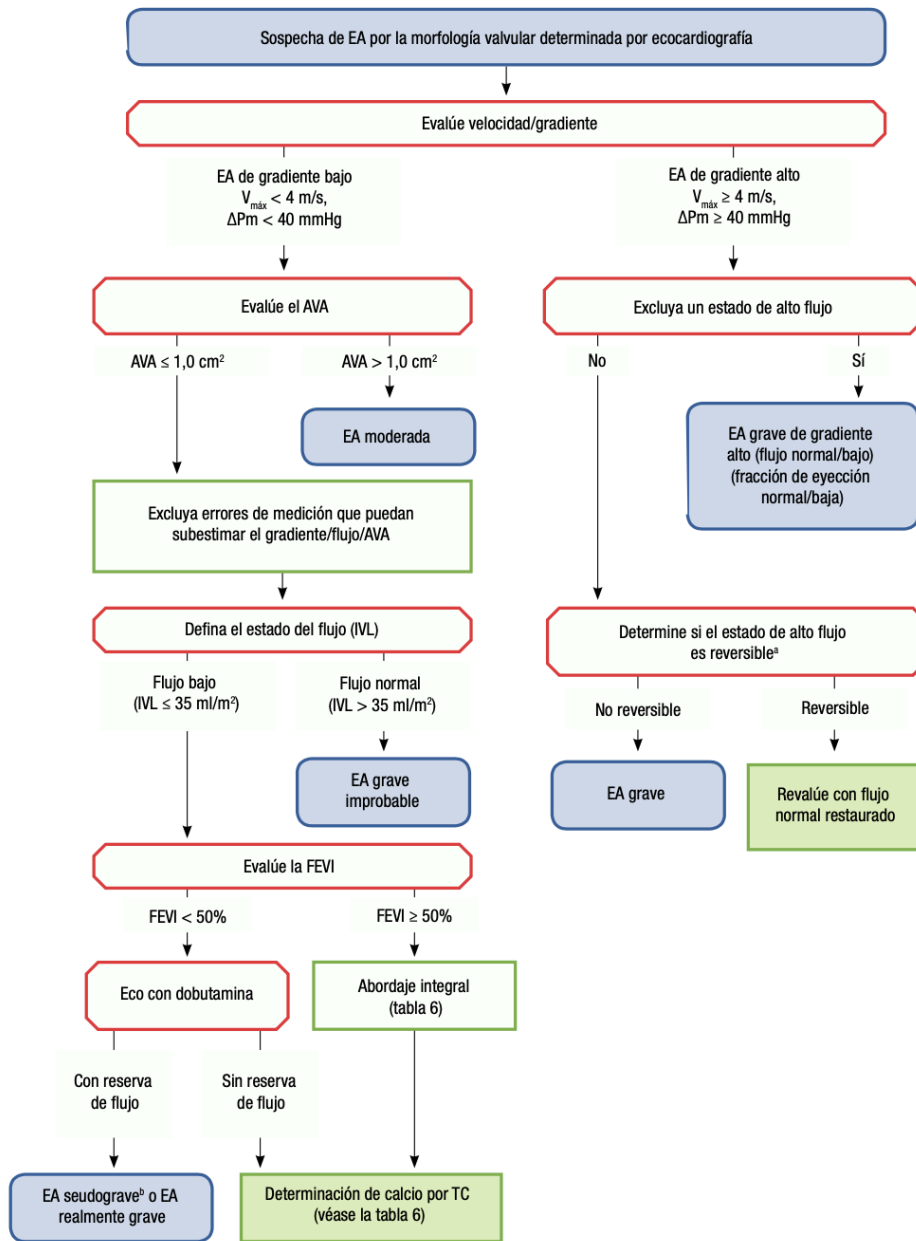 Sospecha de EA por la morfología valvular determinada por ecocardiografía
Evalúe velocidad/gradiente
EA de gradiente bajo
Vmáx < 4 m/s,
ΔPm < 40 mmHg
EA de gradiente alto
Vmáx ≥ 4 m/s,
ΔPm ≥ 40 mmHg
Evalúe el AVA
Excluya un estado de alto flujo
AVA ≤ 1,0 cm²
AVA > 1,0 cm²
No
Sí
EA moderada
EA grave de gradiente
alto (flujo normal/bajo)
(fracción de eyección
normal/baja)
Excluya errores de medición que puedan
subestimar el gradiente/flujo/AVA
Defina el estado del flujo (IVL)
Determine si el estado de alto flujo
es reversibleᵃ
Flujo bajo
(IVL ≤ 35 ml/m²)
Flujo normal
(IVL > 35 ml/m²)
No reversible
Reversible
EA grave
improbable
EA grave
Revalúe con flujo
normal restaurado
Evalúe la FEVI
FEVI < 50%
FEVI ≥ 50%
Eco con dobutamina
Abordaje integral
(tabla 6)
Con reserva
de flujo
Sin reserva
de flujo
EA seudograveᵇ o EA
realmente grave
Determinación de calcio por TC
(véase la tabla 6)